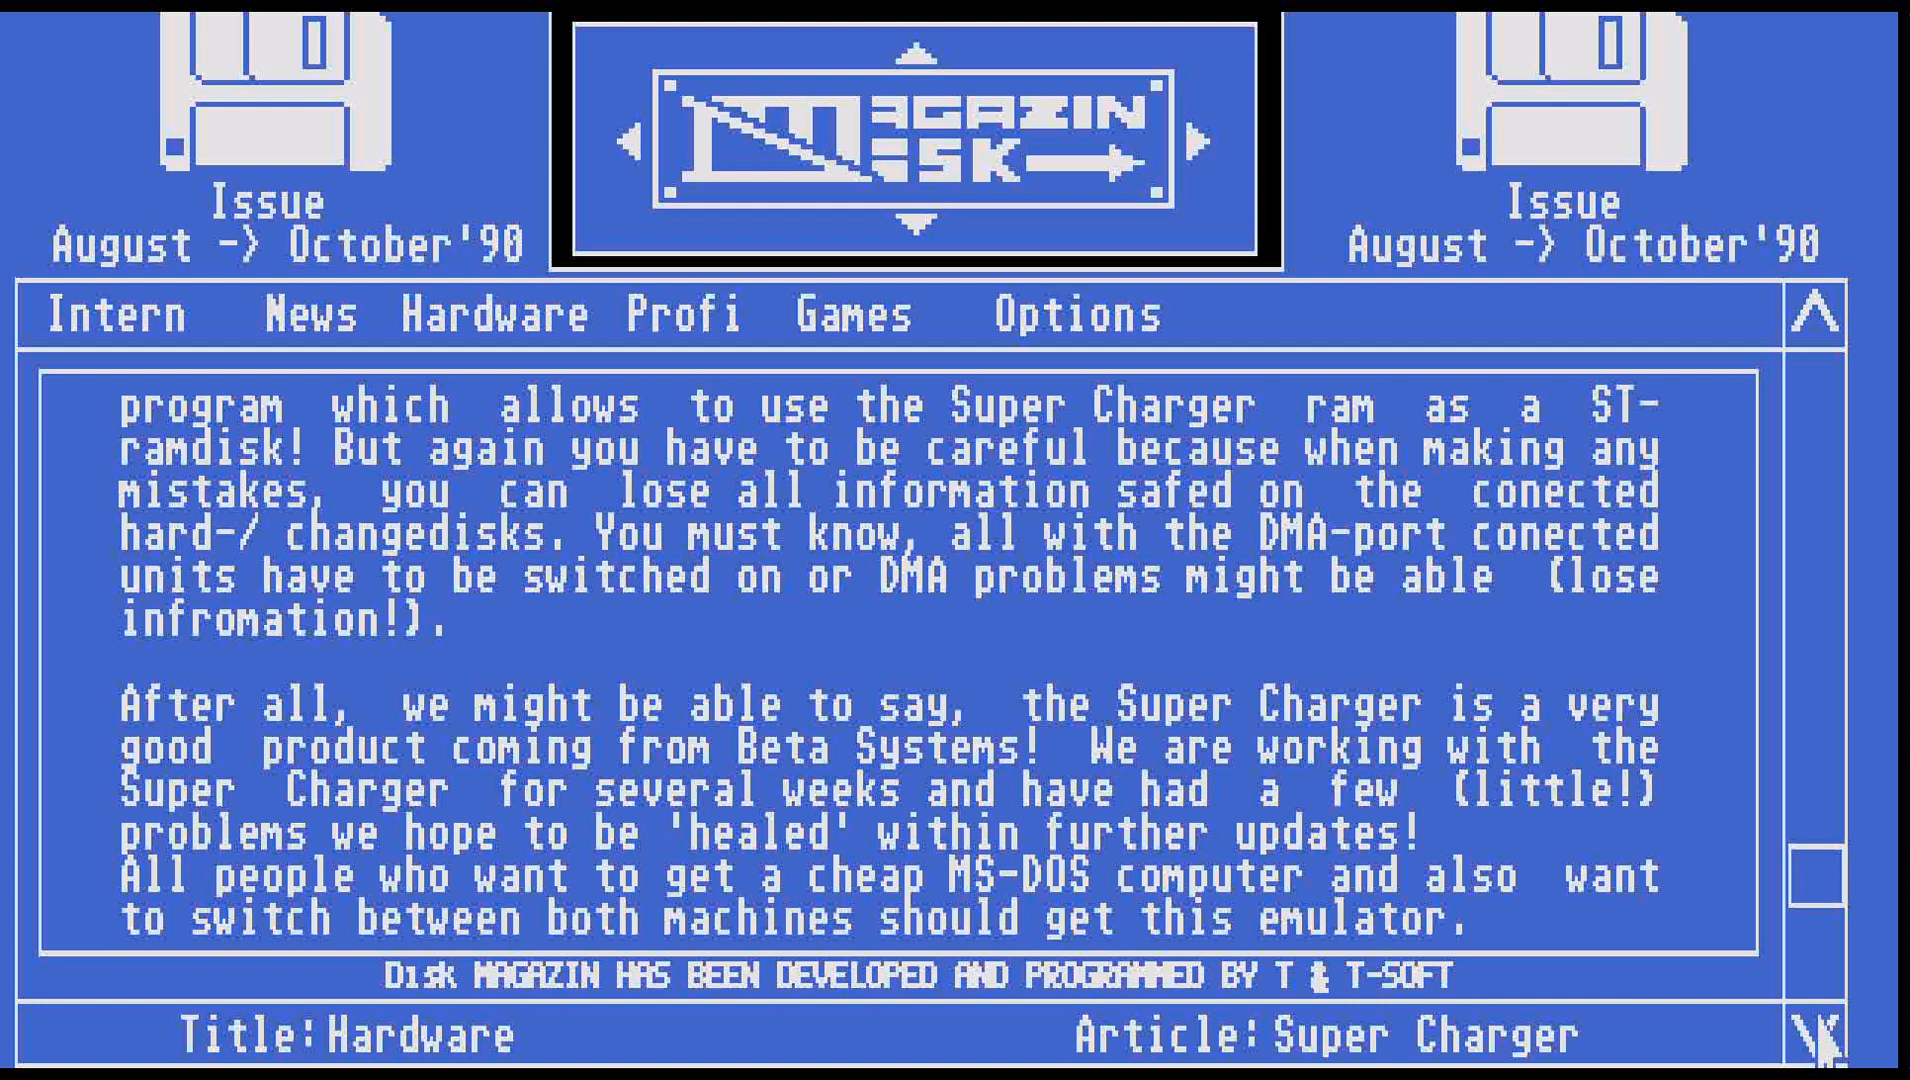 MAGAZIN
DISK
Issue
August -> October'90
Issue
August -> October'90
Intern News Hardware Profi Games Options
program which allows to use the Super Charger ram as a ST-
ramdisk! But again you have to be careful because when making any
mistakes, you can lose all information safed on the conected
hard-/ changedisks. You must know, all with the DMA-port conected
units have to be switched on or DMA problems might be able (lose
infromation!).
After all, we might be able to say, the Super Charger is a very
good product coming from Beta Systems! We are working with the
Super Charger for several weeks and have had a few (little!)
problems we hope to be 'healed' within further updates!
All people who want to get a cheap MS-DOS computer and also want
to switch between both machines should get this emulator.
Disk MAGAZIN HAS BEEN DEVELOPED AND PROGRAMMED BY T & T-SOFT
Title:Hardware Article:Super Charger